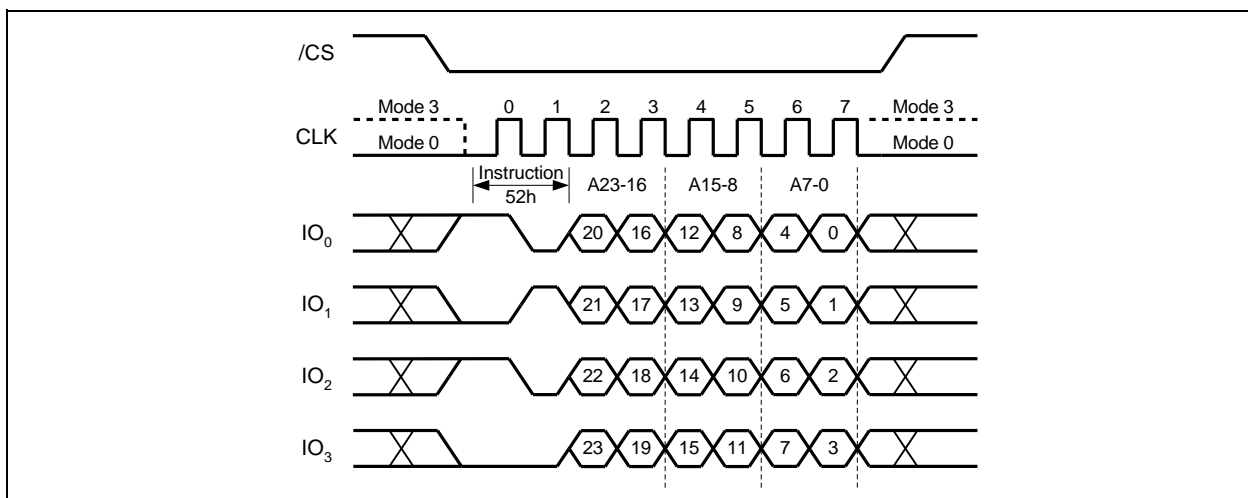 /CS
Mode 3 0 1 2 3 4 5 6 7 Mode 3
CLK
Mode 0 Mode 0
Instruction A23-16 A15-8 A7-0
52h
IO0 20 16 12 8 4 0
IO1 21 17 13 9 5 1
IO2 22 18 14 10 6 2
IO3 23 19 15 11 7 3